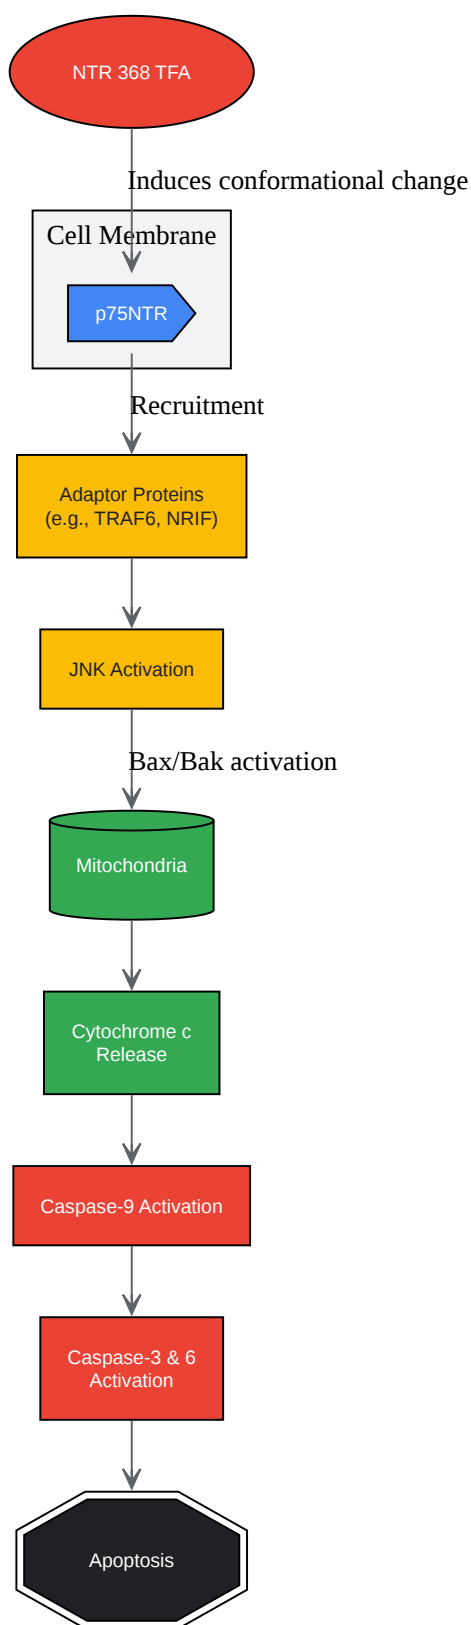 NTR 368 TFA
Induces conformational change
Cell Membrane
p75NTR
Recruitment
Adaptor Proteins
(e.g., TRAF6, NRIF)
JNK Activation
Bax/Bak activation
Mitochondria
Cytochrome c
Release
Caspase-9 Activation
Caspase-3 & 6
Activation
Apoptosis